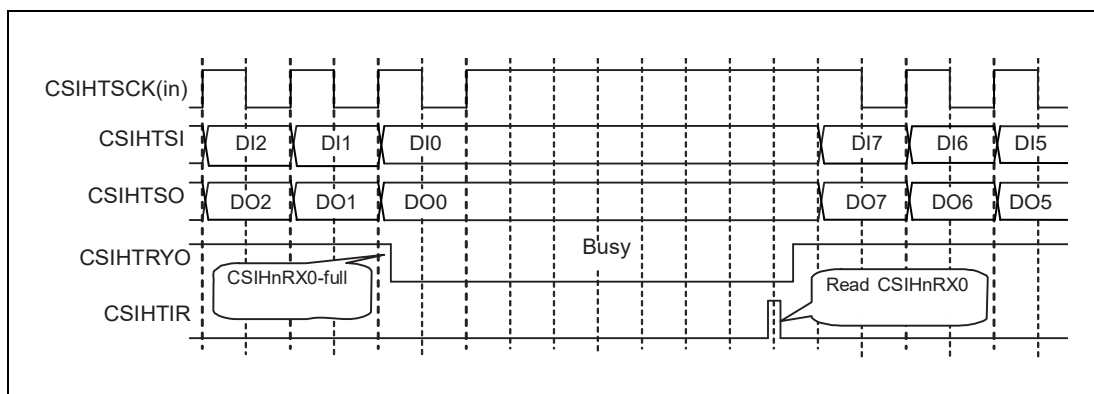 CSIHTSCK(in)
CSIHTSI DI2 DI1 DI0 DI7 DI6 DI5
CSIHTSO DO2 DO1 DO0 DO7 DO6 DO5
CSIHTRYO Busy
CSIHnRX0-full Read CSIHnRX0
CSIHTIR